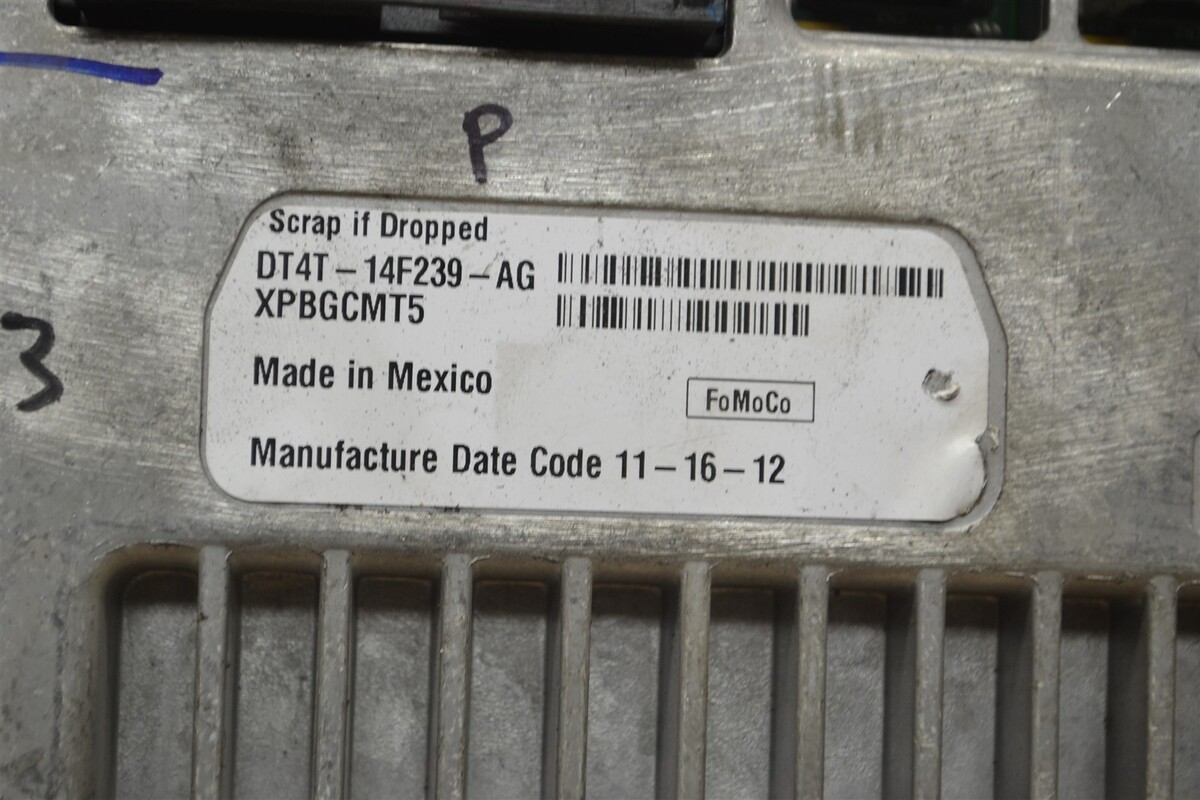 P
3
Scrap if Dropped
DT4T-14F239-AG
XPBGCMT5
Made in Mexico
FoMoCo
Manufacture Date Code 11-16-12